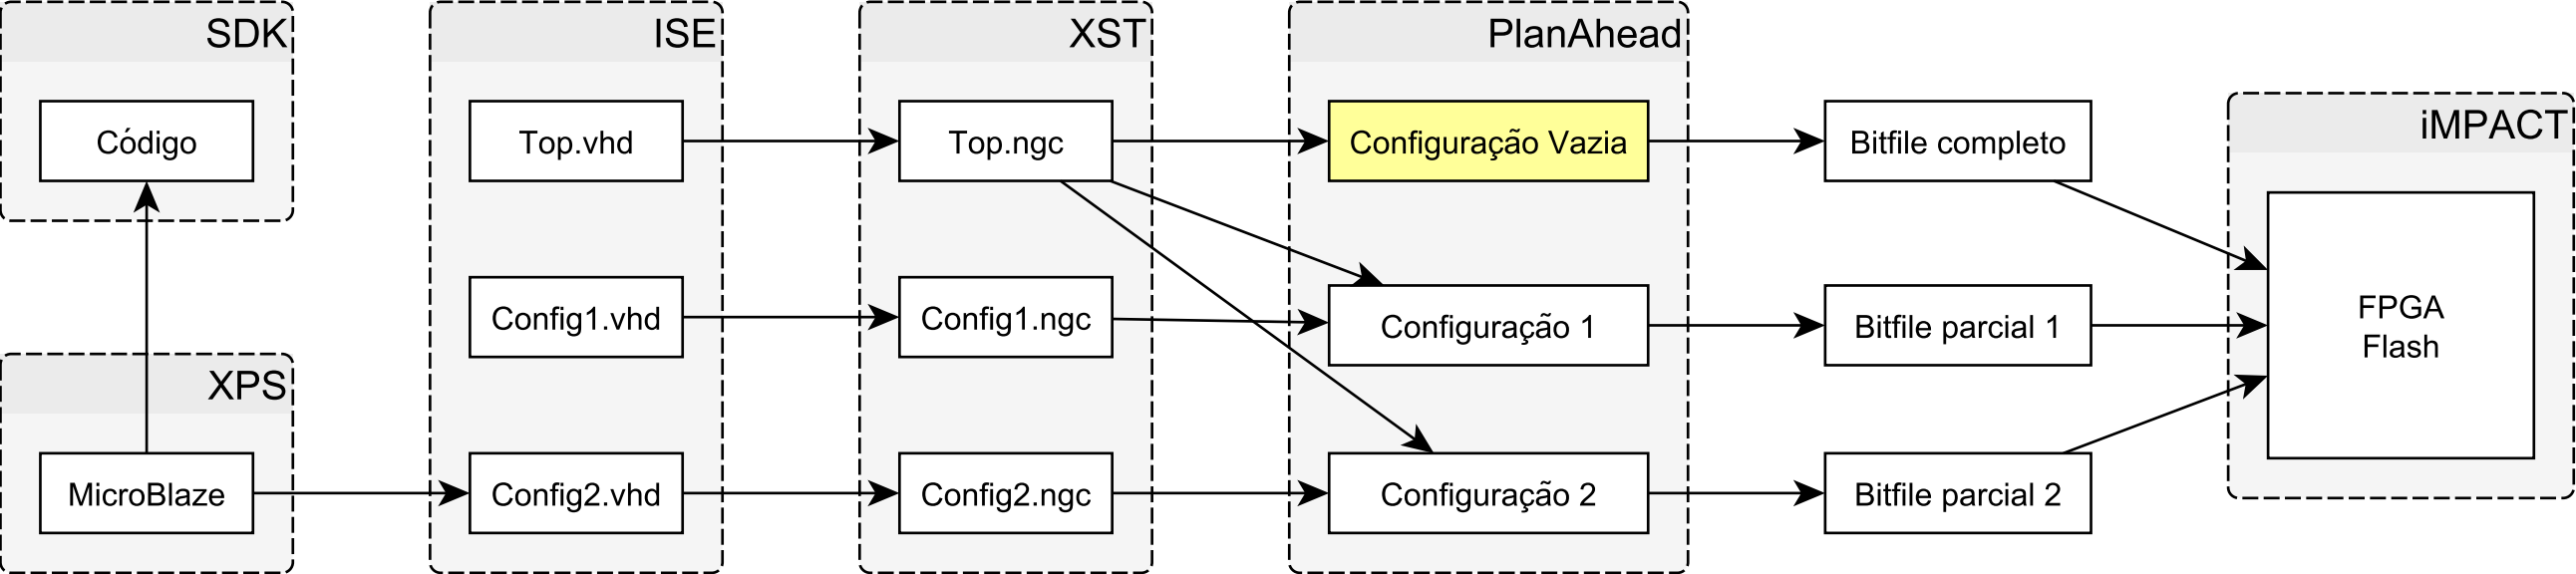 SDK
Código
XPS
MicroBlaze
ISE
Top.vhd
Config1.vhd
Config2.vhd
XST
Top.ngc
Config1.ngc
Config2.ngc
PlanAhead
Configuração Vazia
Configuração 1
Configuração 2
Bitfile completo
Bitfile parcial 1
Bitfile parcial 2
iMPACT
FPGA
Flash